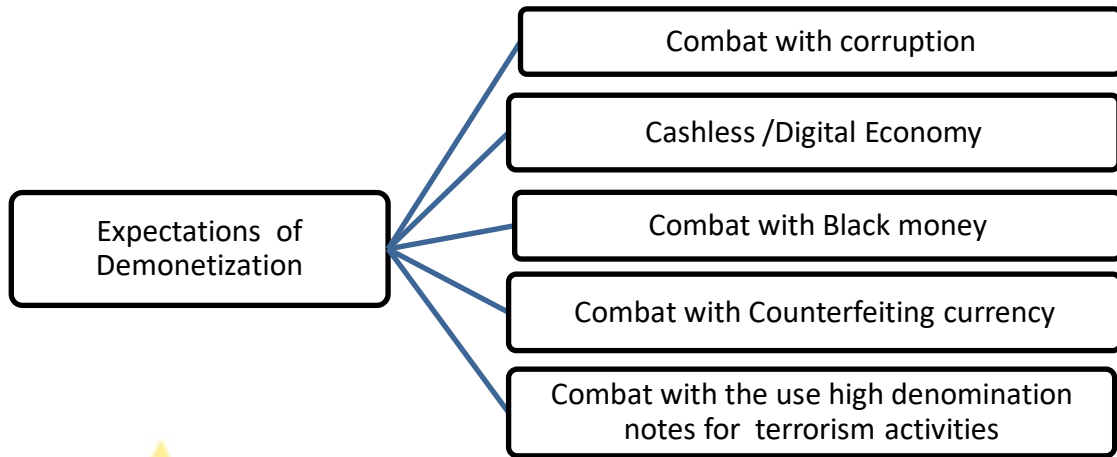 Expectations of
Demonetization
Combat with corruption
Cashless /Digital Economy
Combat with Black money
Combat with Counterfeiting currency
Combat with the use high denomination
notes for terrorism activities